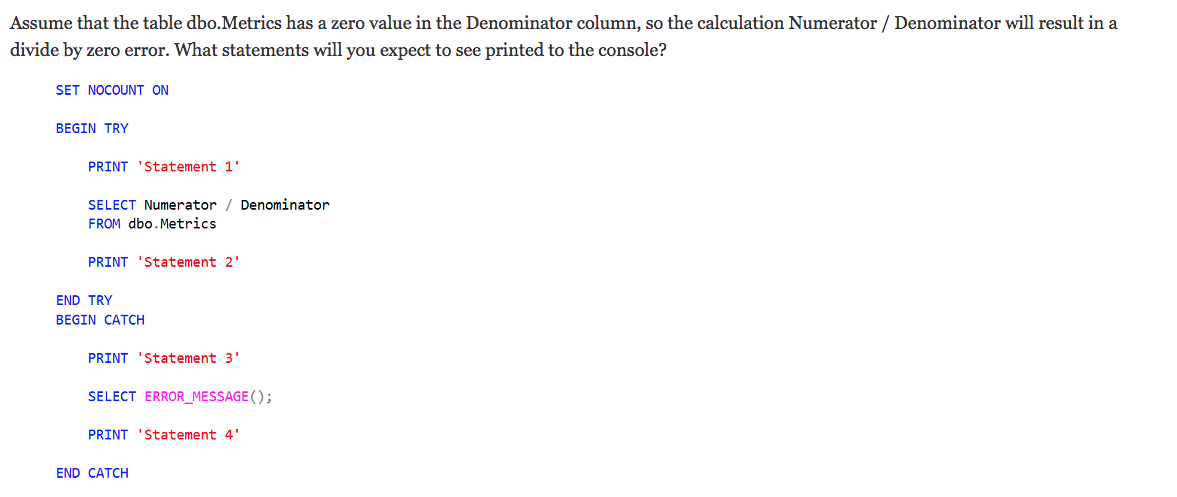 Assume that the table dbo.Metrics has a zero value in the Denominator column, so the calculation Numerator / Denominator will result in a
divide by zero error. What statements will you expect to see printed to the console?
SET NOCOUNT ON
BEGIN TRY
PRINT 'Statement 1'
SELECT Numerator / Denominator
FROM dbo.Metrics
PRINT 'Statement 2'
END TRY
BEGIN CATCH
PRINT 'Statement 3'
SELECT ERROR_MESSAGE();
PRINT 'Statement 4'
END CATCH